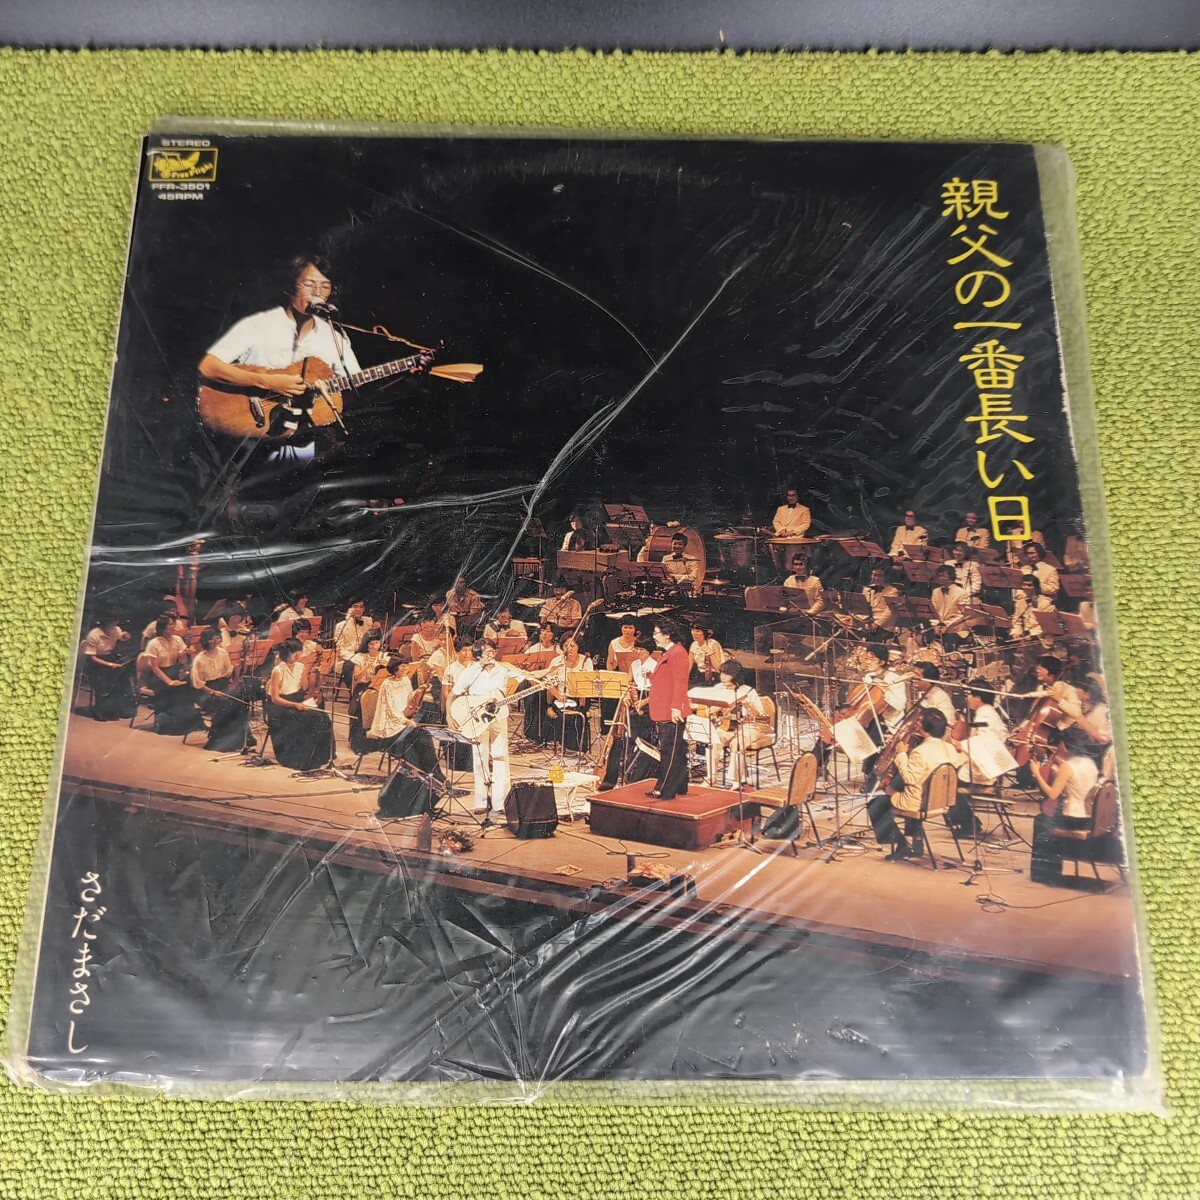 STEREO
Free Flight
FFR-3501
45RPM
親父の一番長い日
さだまさし